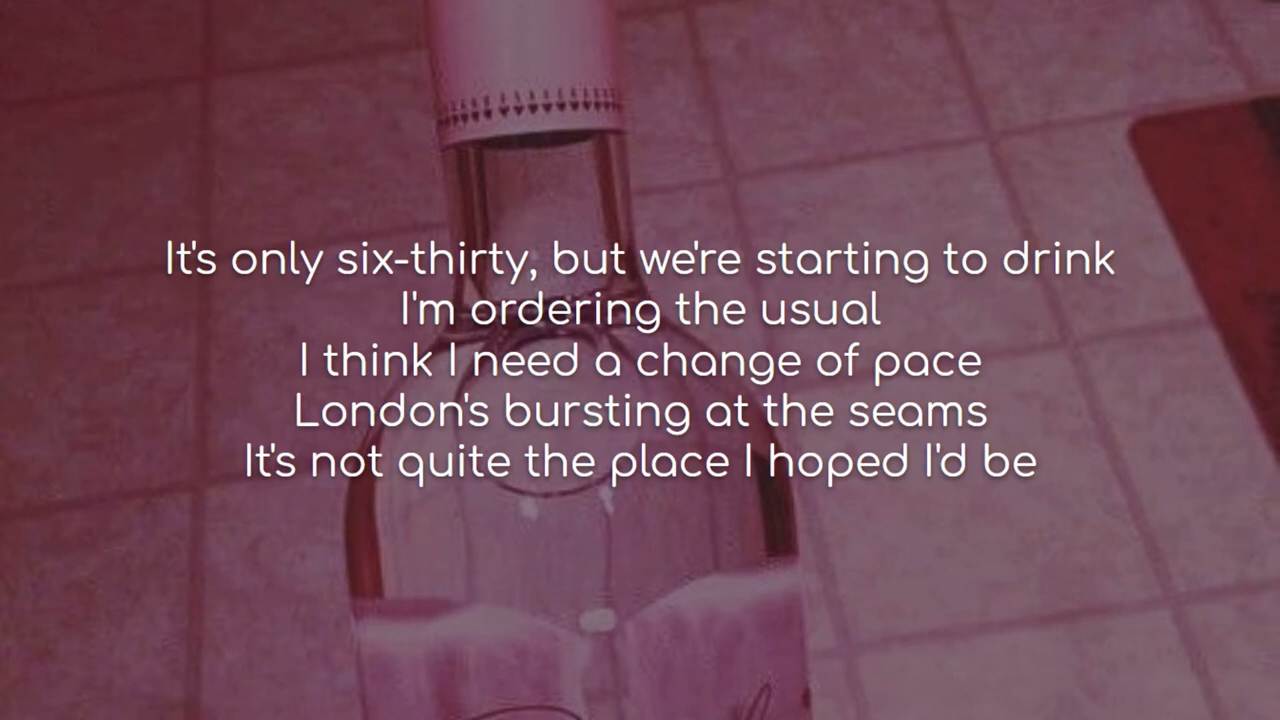 It's only six-thirty, but we're starting to drink
I'm ordering the usual
I think I need a change of pace
London's bursting at the seams
It's not quite the place I hoped I'd be